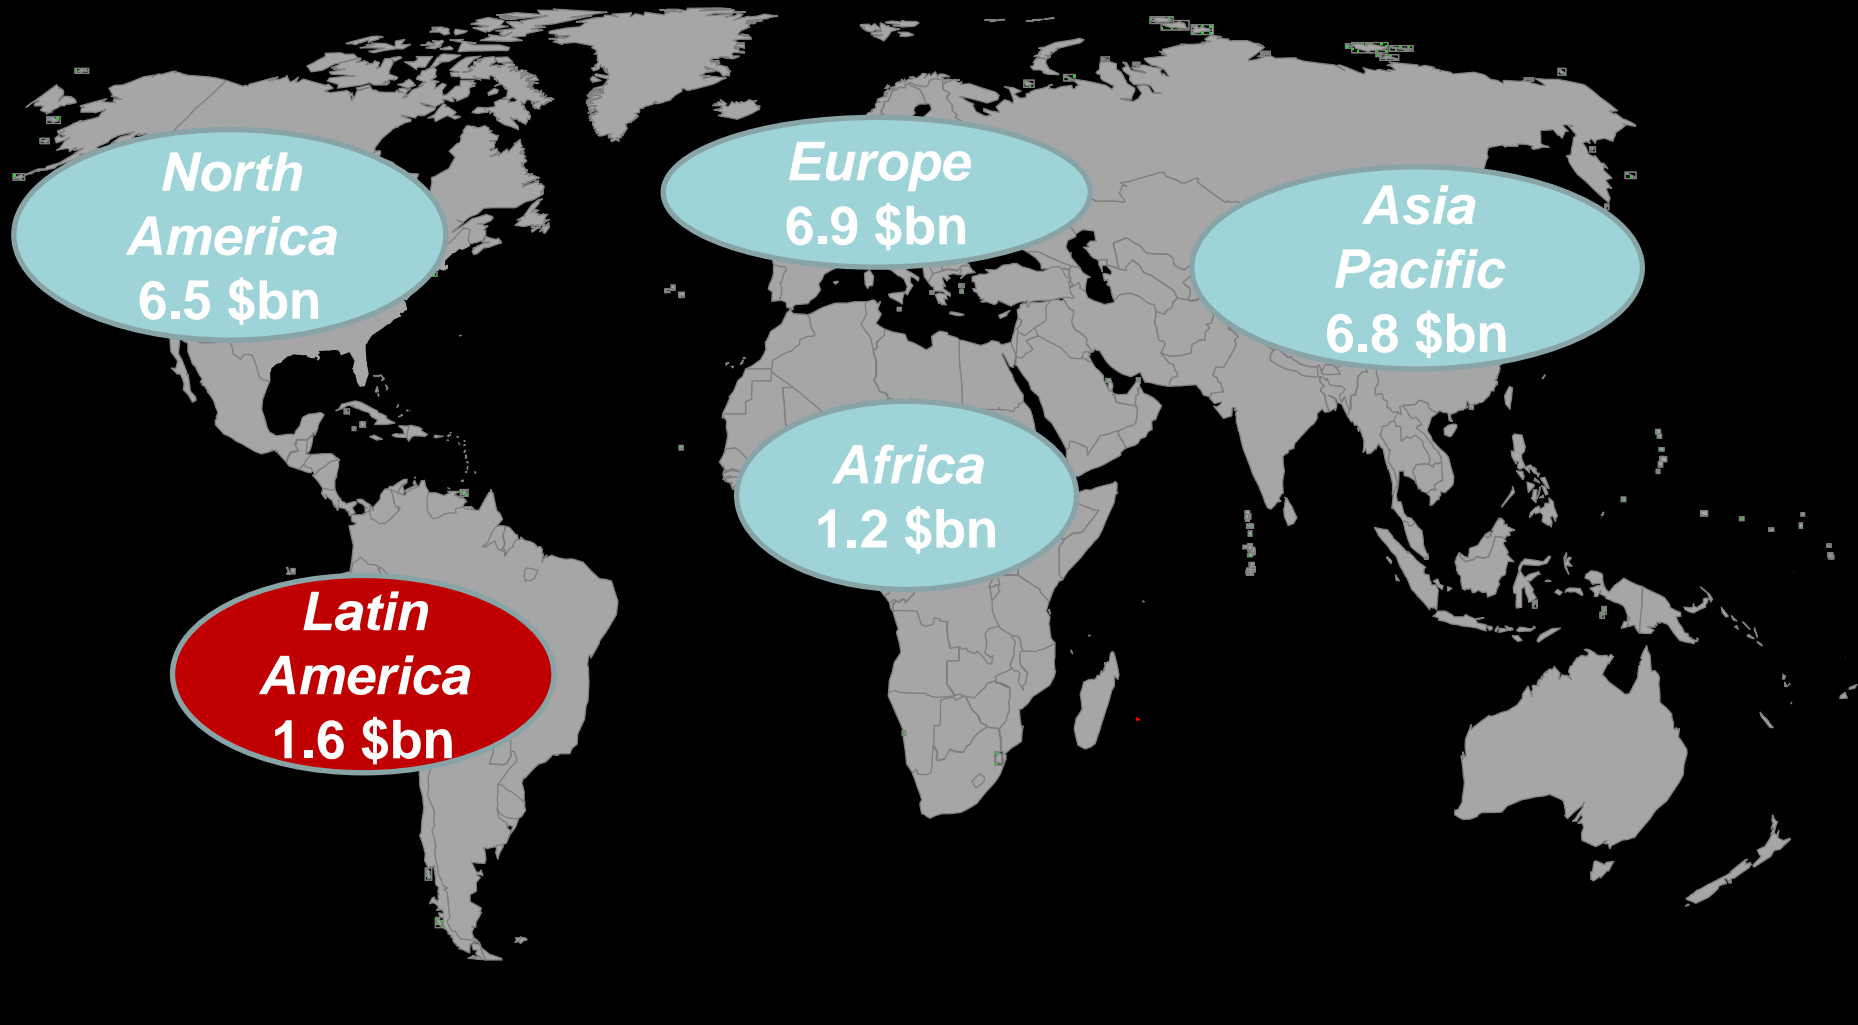 North
America
6.5 $bn
Europe
6.9 $bn
Asia
Pacific
6.8 $bn
Africa
1.2 $bn
Latin
America
1.6 $bn